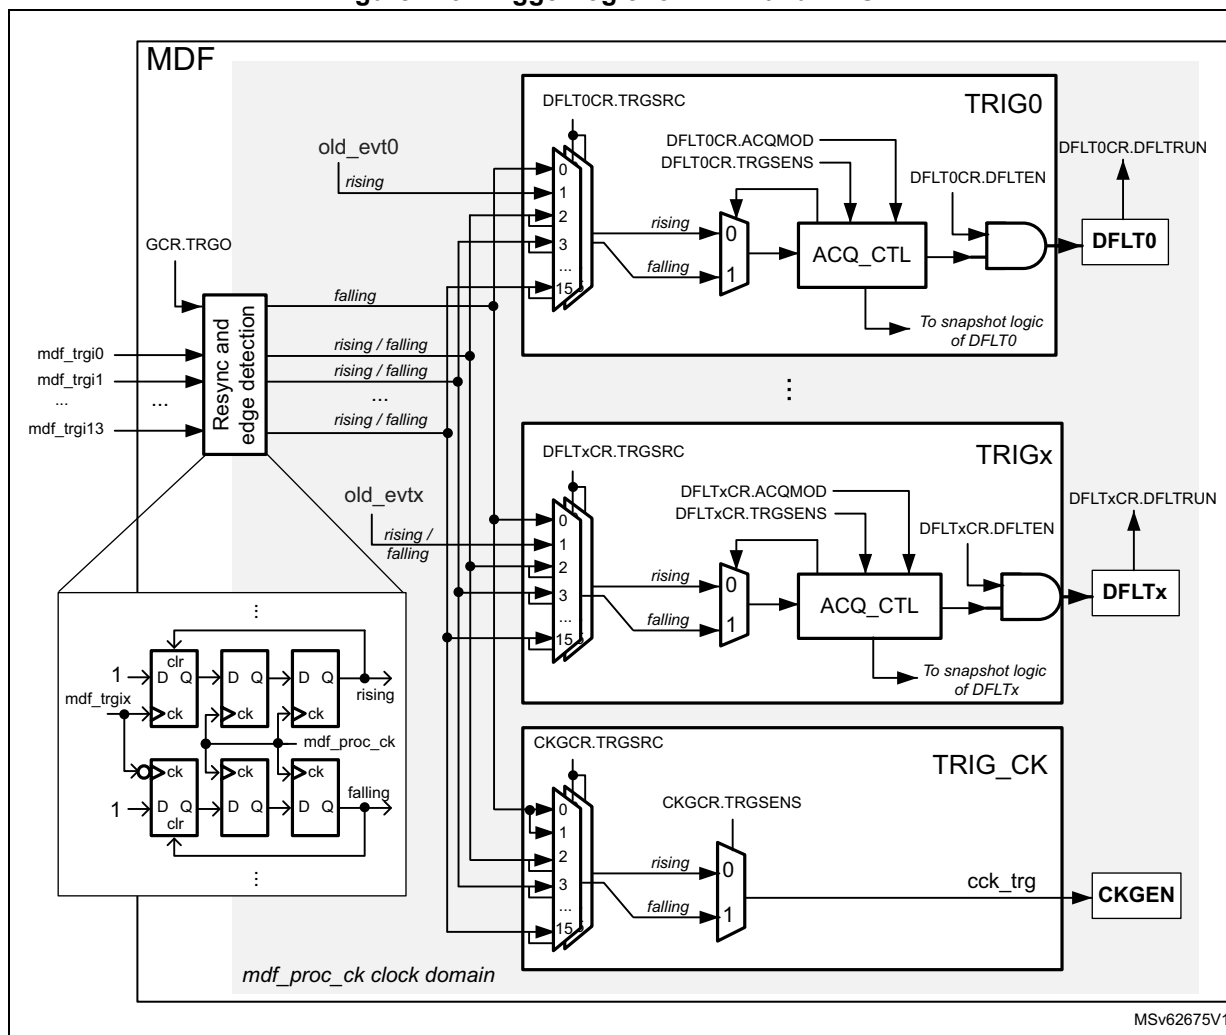 MDF
TRIG0
DFLT0CR.TRGSRC
old_evt0
rising
0
1
2
3
...
15
DFLT0CR.ACQMOD
DFLT0CR.TRGSENS
rising
falling
0
1
ACQ_CTL
DFLT0CR.DFLTEN
DFLT0CR.DFLTRUN
DFLT0
To snapshot logic
of DFLT0
GCR.TRGO
mdf_trgi0
mdf_trgi1
...
...
mdf_trgi13
Resync and
edge detection
falling
rising / falling
rising / falling
...
rising / falling
...
TRIGx
DFLTxCR.TRGSRC
old_evtx
rising /
falling
0
1
2
3
...
15
DFLTxCR.ACQMOD
DFLTxCR.TRGSENS
rising
falling
0
1
ACQ_CTL
DFLTxCR.DFLTEN
DFLTxCR.DFLTRUN
DFLTx
To snapshot logic
of DFLTx
...
clr
1
D Q
D Q
D Q
rising
mdf_trgix
ck
ck
ck
mdf_proc_ck
ck
ck
ck
falling
1
D Q
D Q
D Q
clr
...
CKGCR.TRGSRC
TRIG_CK
0
1
2
3
...
15
CKGCR.TRGSENS
rising
falling
0
1
cck_trg
CKGEN
mdf_proc_ck clock domain
MSv62675V1